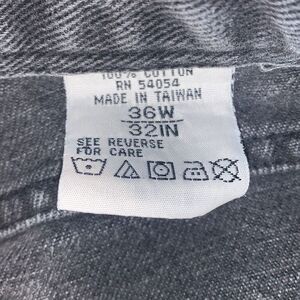 100% COTTON
RN 54054
MADE IN TAIWAN
36W
32IN
SEE REVERSE
FOR CARE